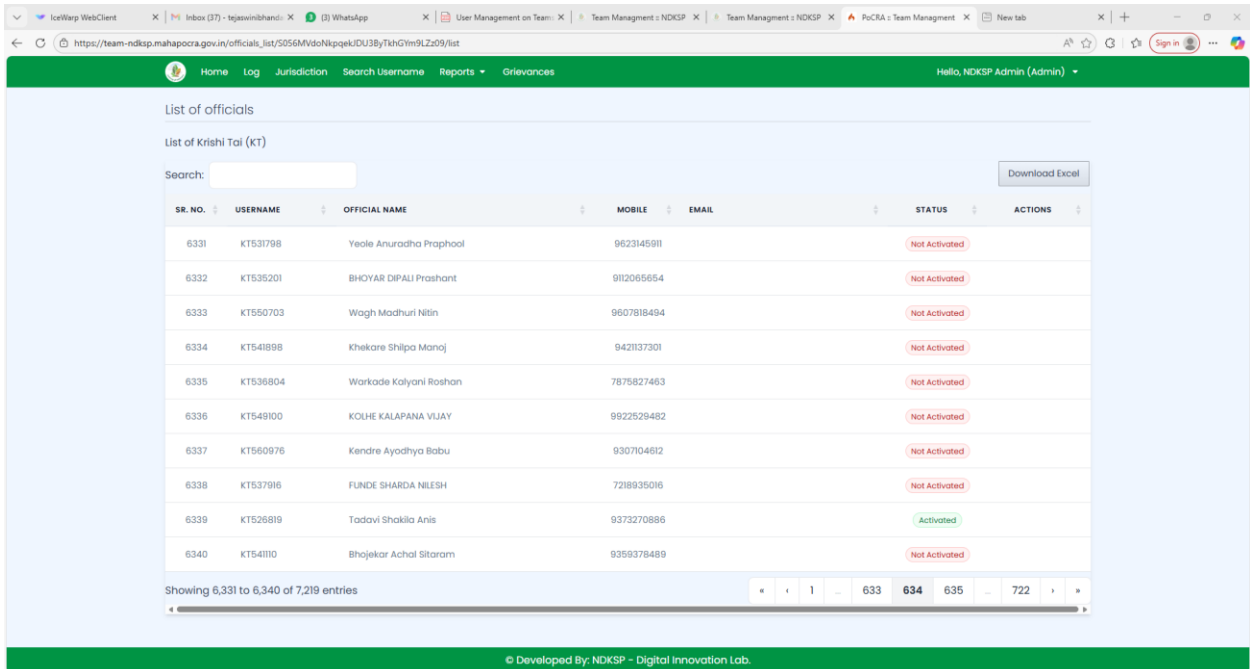 IceWarp WebClient
Inbox (37) - tejaswinibhanda
(3) WhatsApp
User Management on Team
Team Managment :: NDKSP
Team Managment :: NDKSP
PoCRA :: Team Managment
New tab
https://team-ndksp.mahapocra.gov.in/officials_list/S056MVdoNkpqekJDU3ByTkhGYm9LZz09/list
Sign in
Home Log Jurisdiction Search Username Reports Grievances Hello, NDKSP Admin (Admin)
List of officials
List of Krishi Tai (KT)
Search: Download Excel
SR. NO. USERNAME OFFICIAL NAME MOBILE EMAIL STATUS ACTIONS
6331 KT531798 Yeole Anuradha Praphool 9623145911 Not Activated
6332 KT535201 BHOYAR DIPALI Prashant 9112065654 Not Activated
6333 KT550703 Wagh Madhuri Nitin 9607818494 Not Activated
6334 KT541898 Khekare Shilpa Manoj 9421137301 Not Activated
6335 KT536804 Warkade Kalyani Roshan 7875827463 Not Activated
6336 KT549100 KOLHE KALAPANA VIJAY 9922529482 Not Activated
6337 KT560976 Kendre Ayodhya Babu 9307104612 Not Activated
6338 KT537916 FUNDE SHARDA NILESH 7218935016 Not Activated
6339 KT526819 Tadavi Shakila Anis 9373270886 Activated
6340 KT541110 Bhojekar Achal Sitaram 9359378489 Not Activated
Showing 6,331 to 6,340 of 7,219 entries « ‹ 1 ... 633 634 635 ... 722 › »
© Developed By: NDKSP - Digital Innovation Lab.